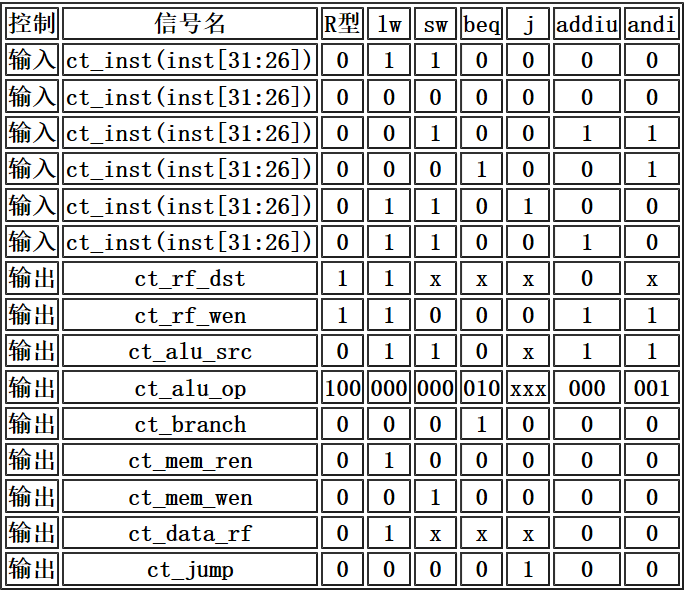 控制 信号名 R型 lw sw beq j addiu andi
输入 ct_inst(inst[31:26]) 0 1 1 0 0 0 0
输入 ct_inst(inst[31:26]) 0 0 0 0 0 0 0
输入 ct_inst(inst[31:26]) 0 0 1 0 0 1 1
输入 ct_inst(inst[31:26]) 0 0 0 1 0 0 1
输入 ct_inst(inst[31:26]) 0 1 1 0 1 0 0
输入 ct_inst(inst[31:26]) 0 1 1 0 0 1 0
输出 ct_rf_dst 1 1 x x x 0 x
输出 ct_rf_wen 1 1 0 0 0 1 1
输出 ct_alu_src 0 1 1 0 x 1 1
输出 ct_alu_op 100 000 000 010 xxx 000 001
输出 ct_branch 0 0 0 1 0 0 0
输出 ct_mem_ren 0 1 0 0 0 0 0
输出 ct_mem_wen 0 0 1 0 0 0 0
输出 ct_data_rf 0 1 x x x 0 0
输出 ct_jump 0 0 0 0 1 0 0